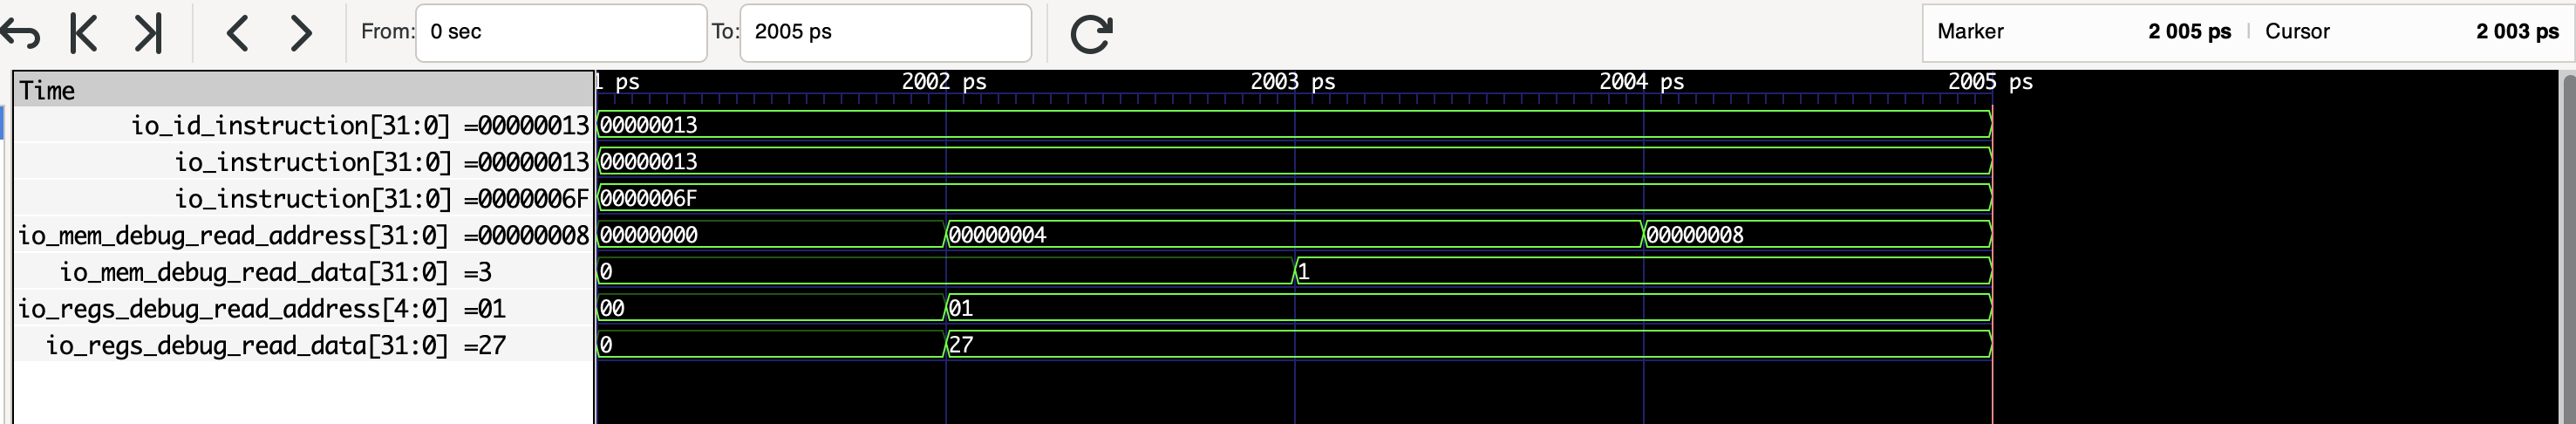 From: 0 sec To: 2005 ps Marker 2 005 ps | Cursor 2 003 ps
Time 1 ps 2002 ps 2003 ps 2004 ps 2005 ps
io_id_instruction[31:0] =00000013 00000013
io_instruction[31:0] =00000013 00000013
io_instruction[31:0] =0000006F 0000006F
io_mem_debug_read_address[31:0] =00000008 00000000 00000004 00000008
io_mem_debug_read_data[31:0] =3 0 1
io_regs_debug_read_address[4:0] =01 00 01
io_regs_debug_read_data[31:0] =27 0 27